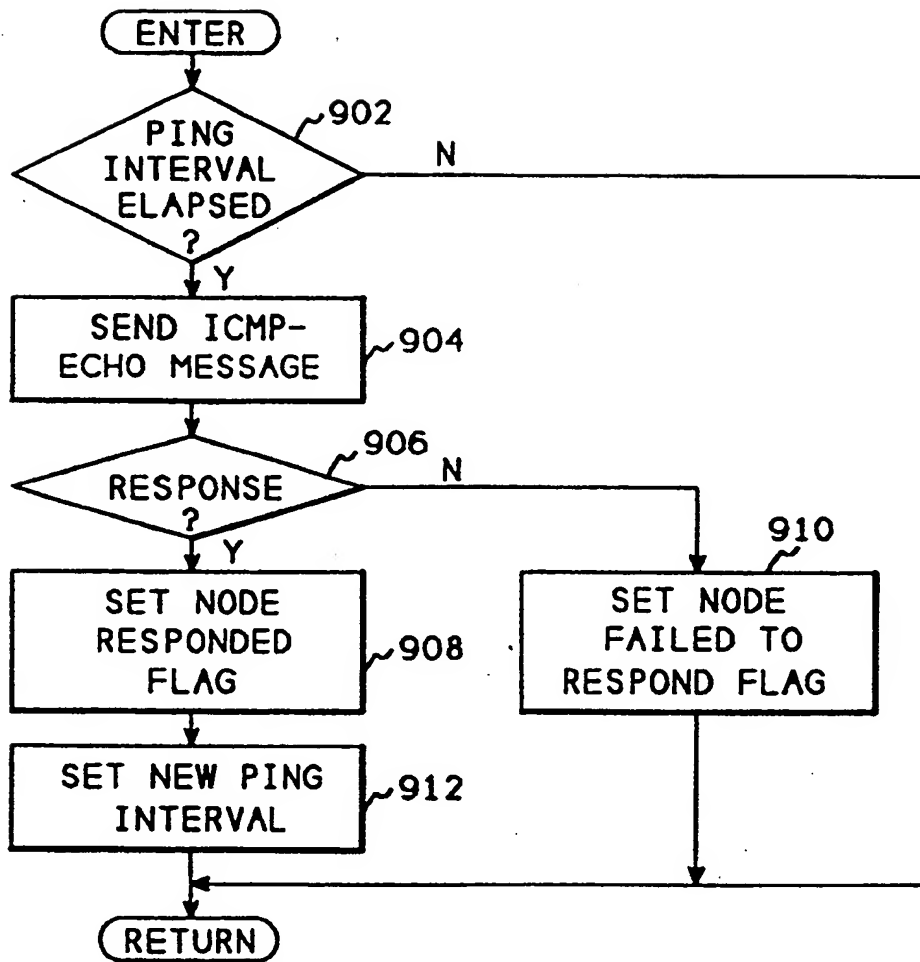 ENTER
902
PING
INTERVAL
ELAPSED
?
N
Y
SEND ICMP-
ECHO MESSAGE
904
906
RESPONSE
?
N
Y
910
SET NODE
RESPONDED
FLAG
908
SET NODE
FAILED TO
RESPOND FLAG
SET NEW PING
INTERVAL
912
RETURN